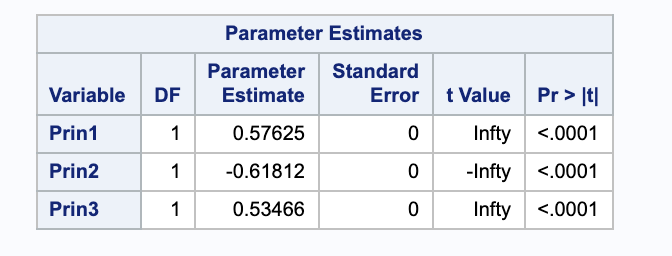 Parameter Estimates
Variable DF Parameter Estimate Standard Error t Value Pr > |t|
Prin1 1 0.57625 0 Infty <.0001
Prin2 1 -0.61812 0 -Infty <.0001
Prin3 1 0.53466 0 Infty <.0001